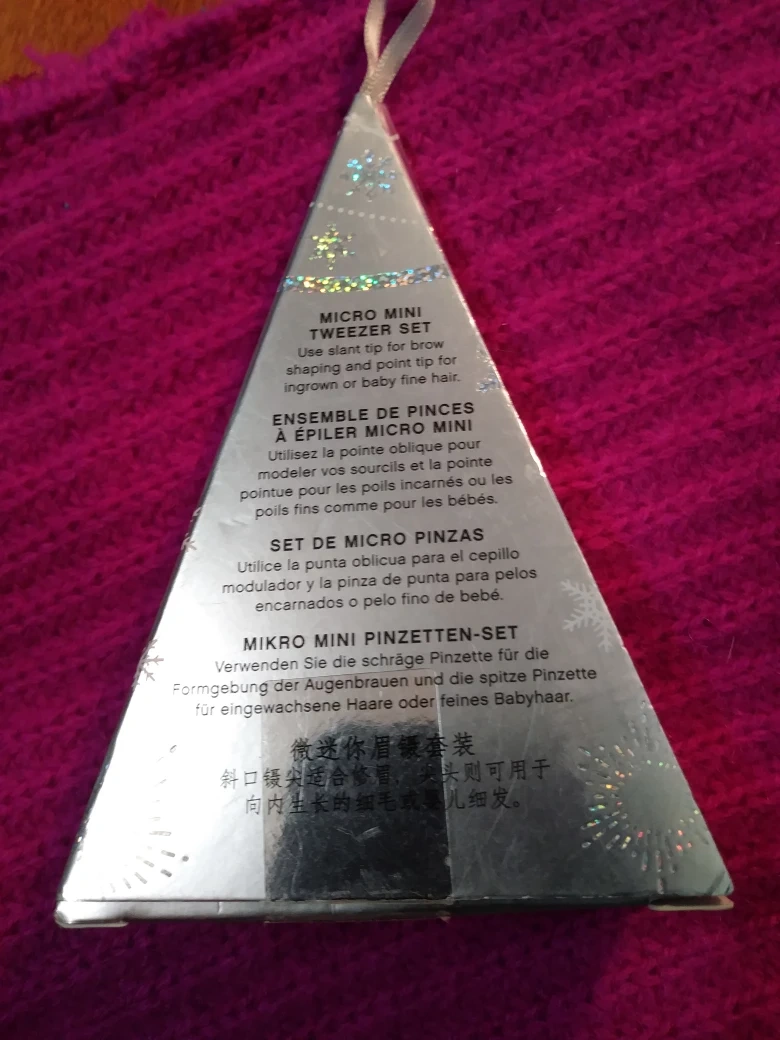 MICRO MINI
TWEEZER SET
Use slant tip for brow
shaping and point tip for
ingrown or baby fine hair.
ENSEMBLE DE PINCES
À ÉPILER MICRO MINI
Utilisez la pointe oblique pour
modeler vos sourcils et la pointe
pointue pour les poils incarnés ou les
poils fins comme pour les bébés.
SET DE MICRO PINZAS
Utilice la punta oblicua para el cepillo
modulador y la pinza de punta para pelos
encarnados o pelo fino de bebé.
MIKRO MINI PINZETTEN-SET
Verwenden Sie die schräge Pinzette für die
Formgebung der Augenbrauen und die spitze Pinzette
für eingewachsene Haare oder feines Babyhaar.
微迷你眉镊套装
斜口镊尖适合修眉，尖头则可用于
向内生长的细毛或婴儿细发。